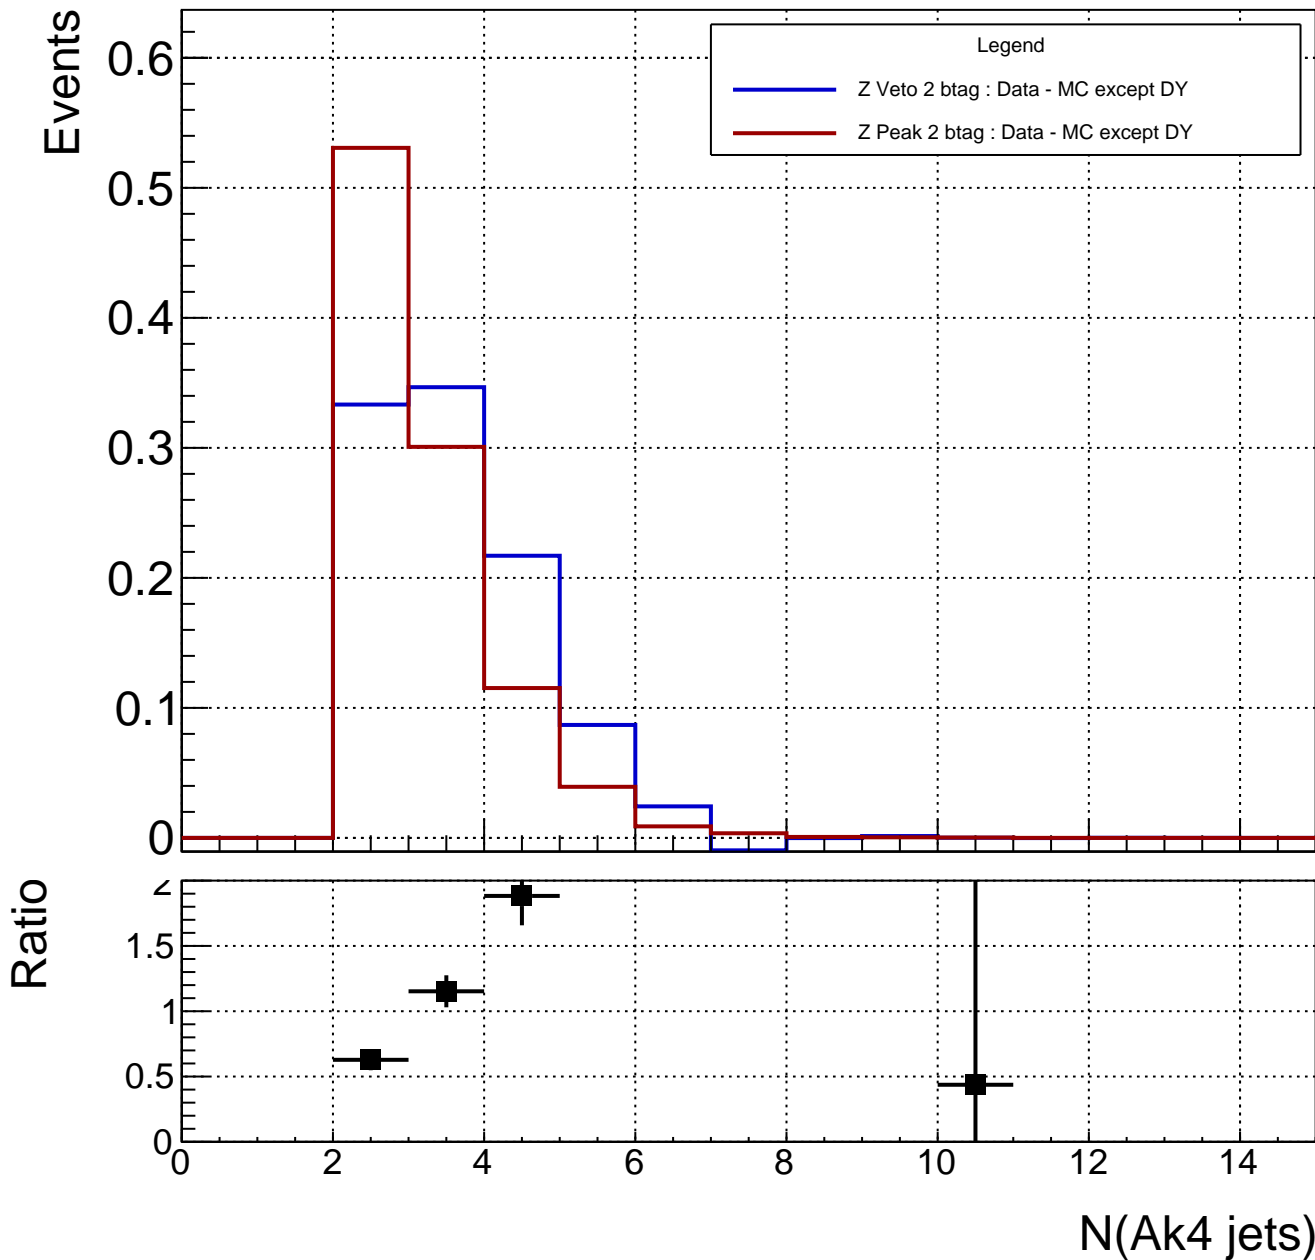 Events
0.6
0.5
0.4
0.3
0.2
0.1
0
Legend
Z Veto 2 btag : Data - MC except DY
Z Peak 2 btag : Data - MC except DY
Ratio
2
1.5
1
0.5
0
0 2 4 6 8 10 12 14
N(Ak4 jets)